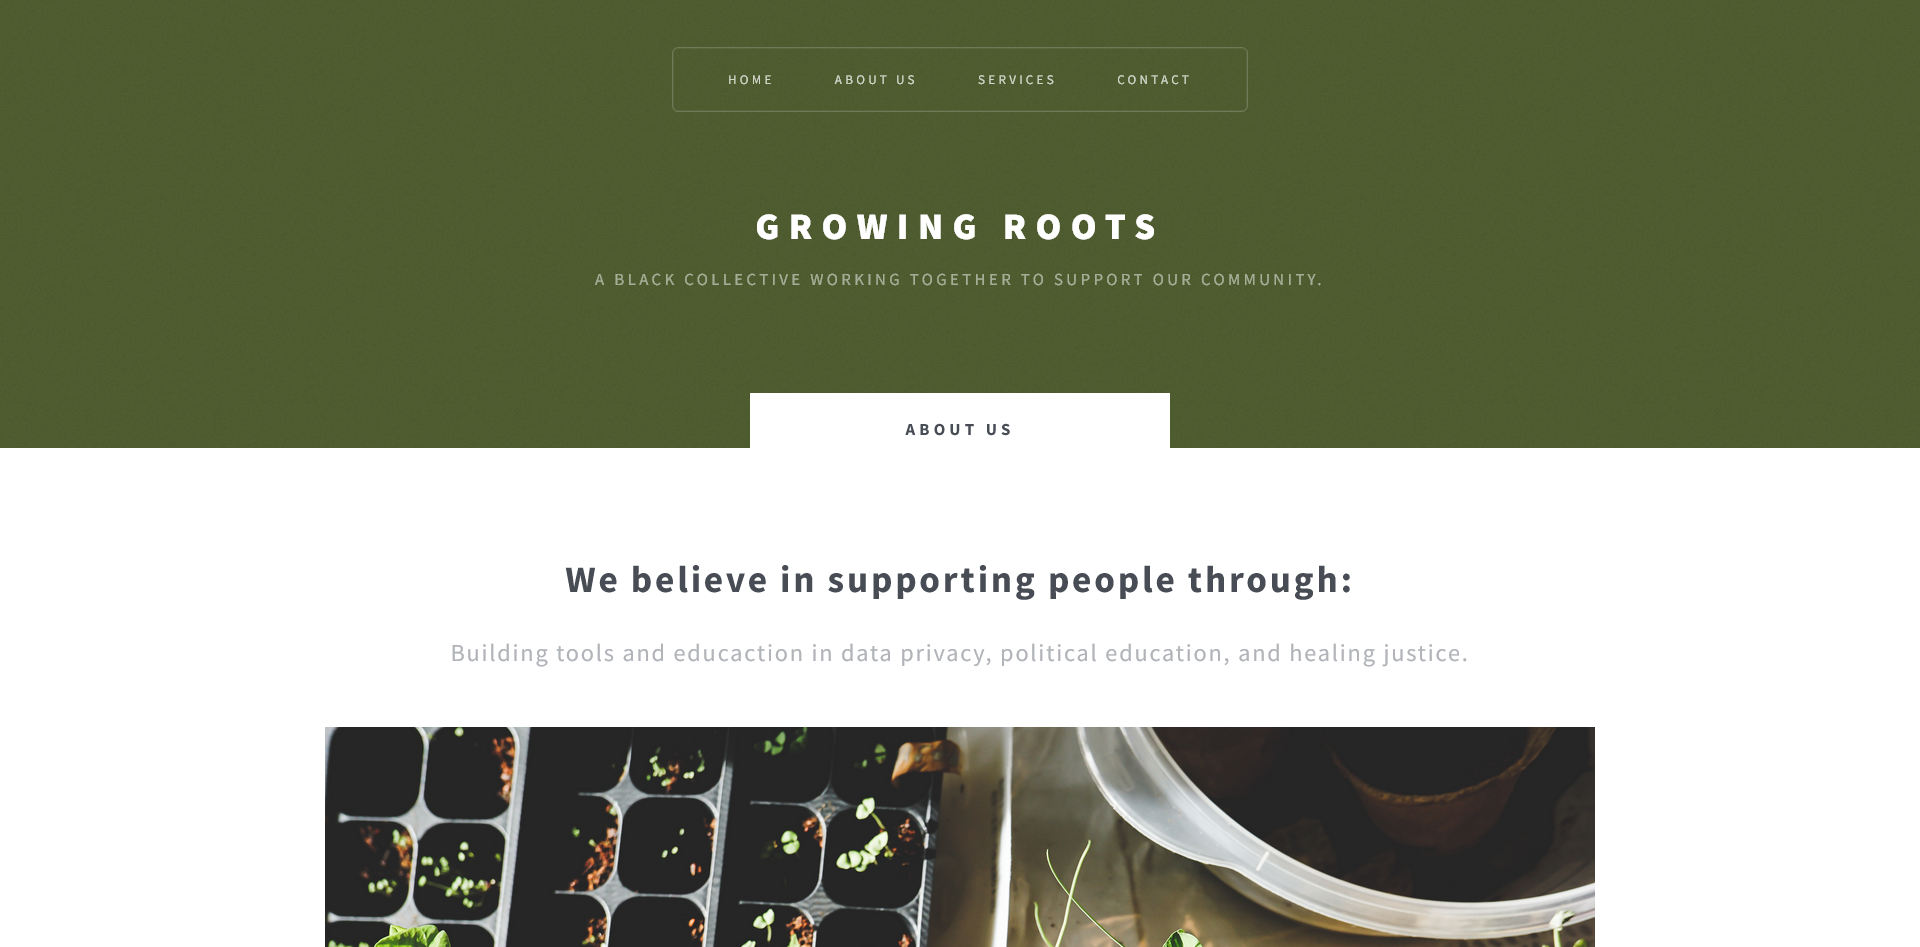 HOME ABOUT US SERVICES CONTACT
GROWING ROOTS
A BLACK COLLECTIVE WORKING TOGETHER TO SUPPORT OUR COMMUNITY.
ABOUT US
We believe in supporting people through:
Building tools and educaction in data privacy, political education, and healing justice.